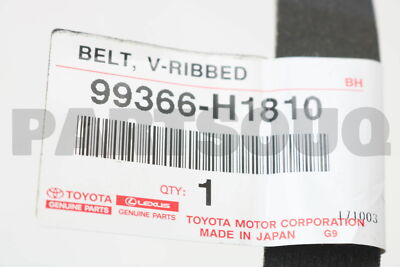 BELT, V-RIBBED
BH
99366-H1810
PARTSOUQ
QTY: 1
TOYOTA
GENUINE PARTS
LEXUS
GENUINE PARTS
TOYOTA MOTOR CORPORATION
171003
MADE IN JAPAN G9